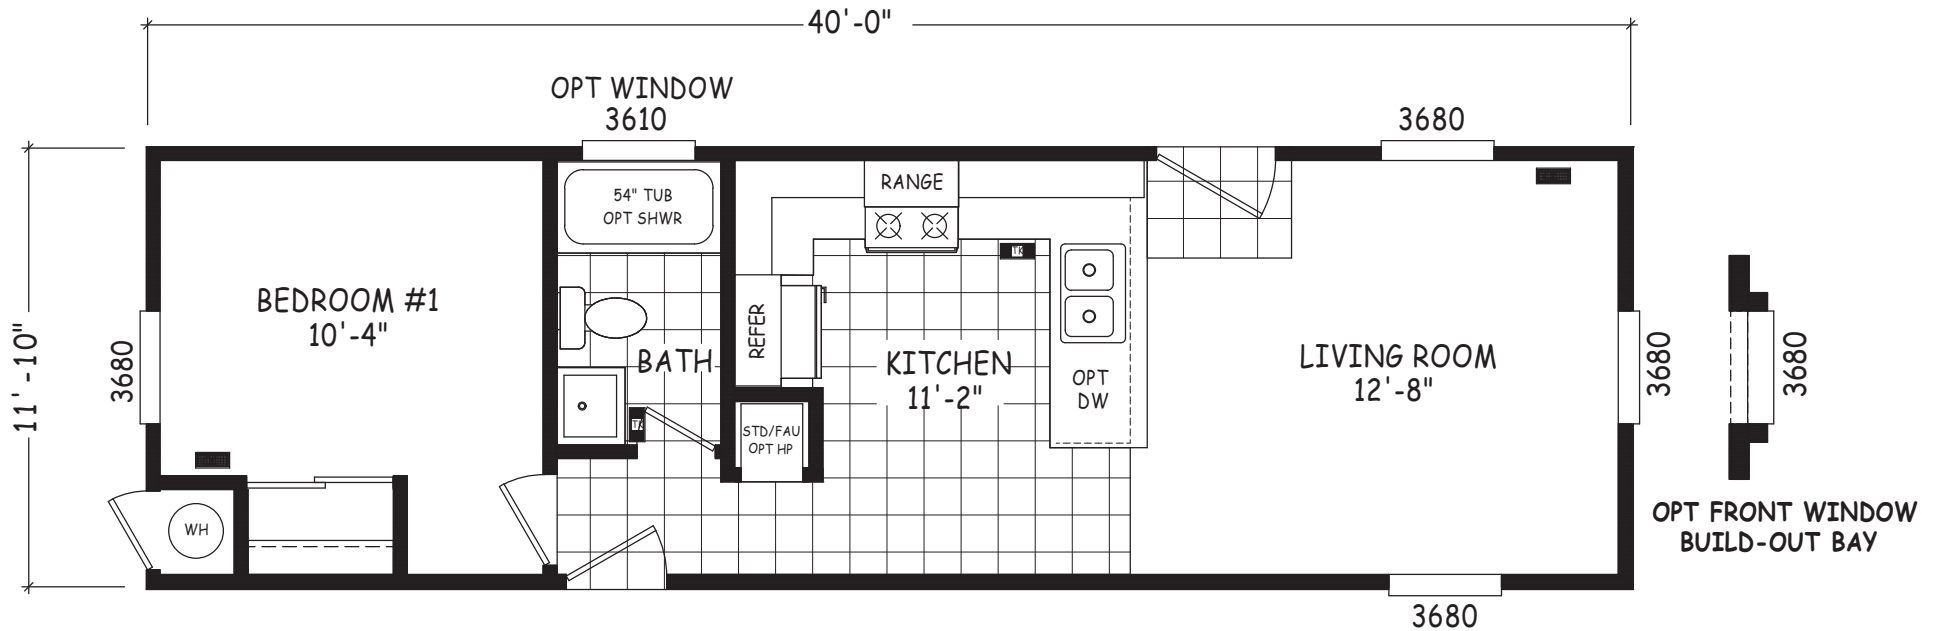 40'-0"
OPT WINDOW
3610
3680
RANGE
54" TUB
OPT SHWR
TK
BEDROOM #1
10'-4"
11'-10"
3680
REFER
BATH
KITCHEN
11'-2"
OPT
DW
LIVING ROOM
12'-8"
3680
3680
TK
STD/FAU
OPT HP
WH
OPT FRONT WINDOW
BUILD-OUT BAY
3680